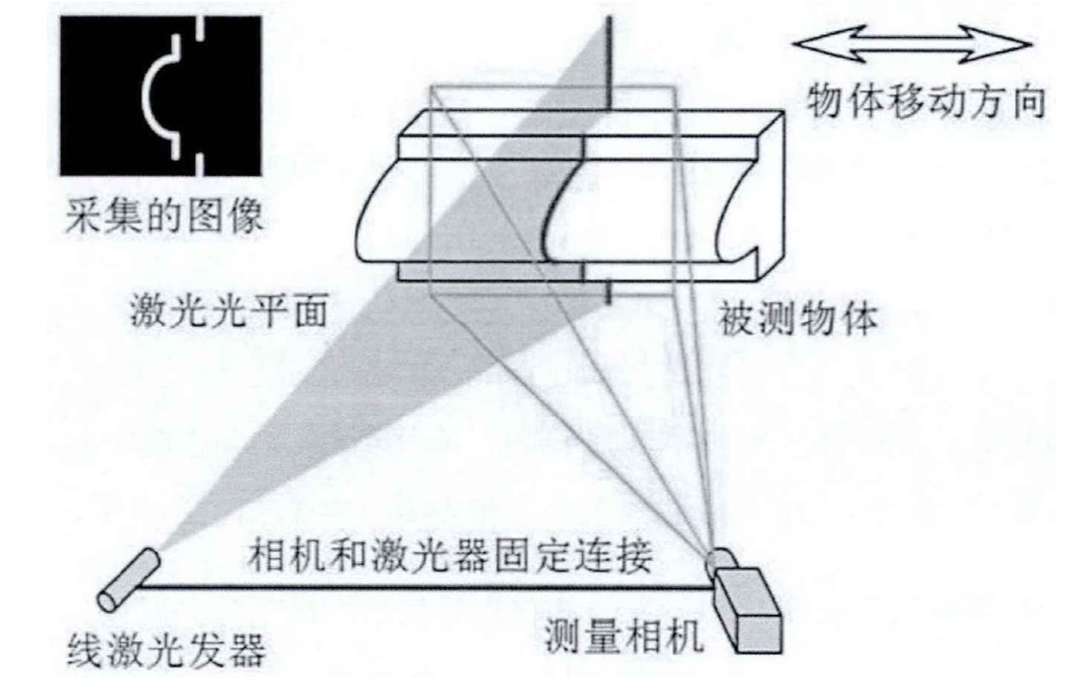 物体移动方向
采集的图像
激光光平面
被测物体
相机和激光器固定连接
测量相机
线激光发器